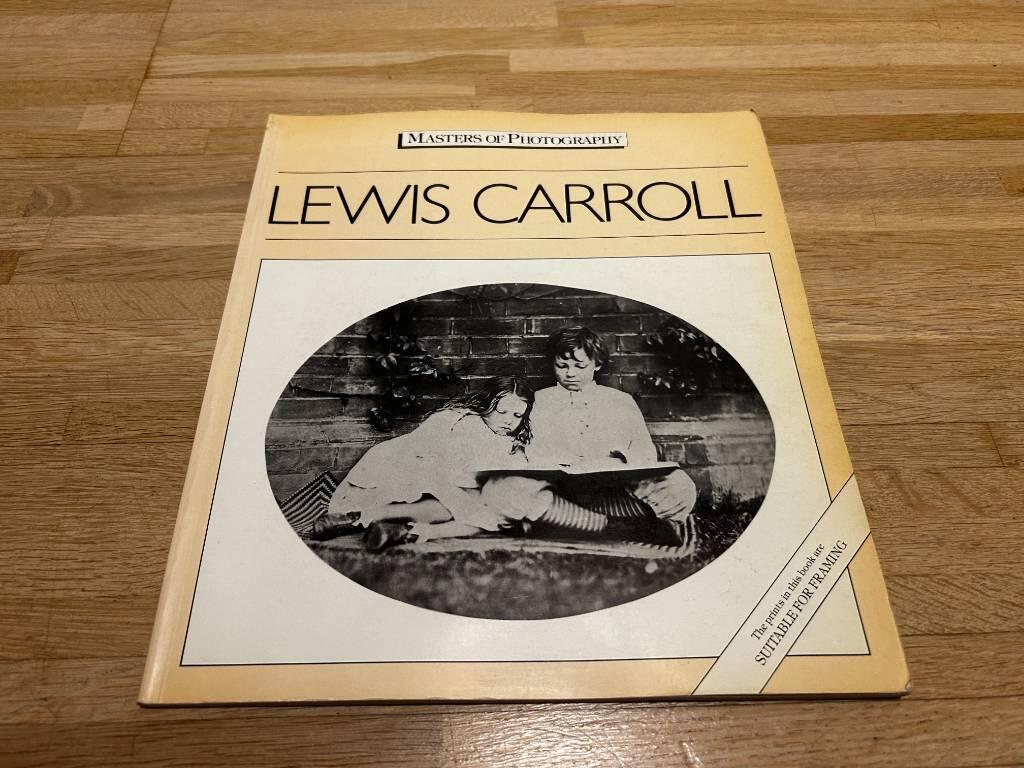 MASTERS OF PHOTOGRAPHY
LEWIS CARROLL
The prints in this book are
SUITABLE FOR FRAMING